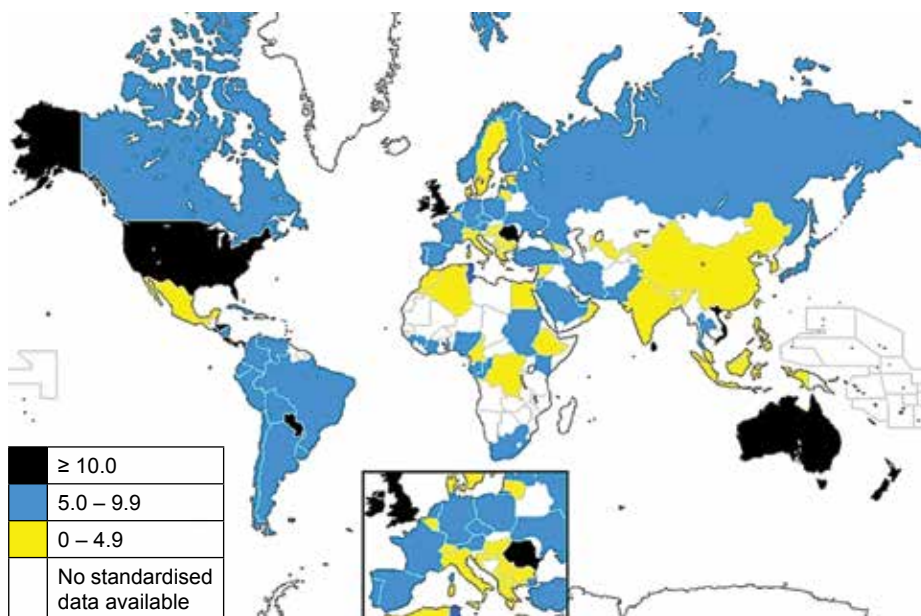 ≥ 10.0
5.0 – 9.9
0 – 4.9
No standardised
data available